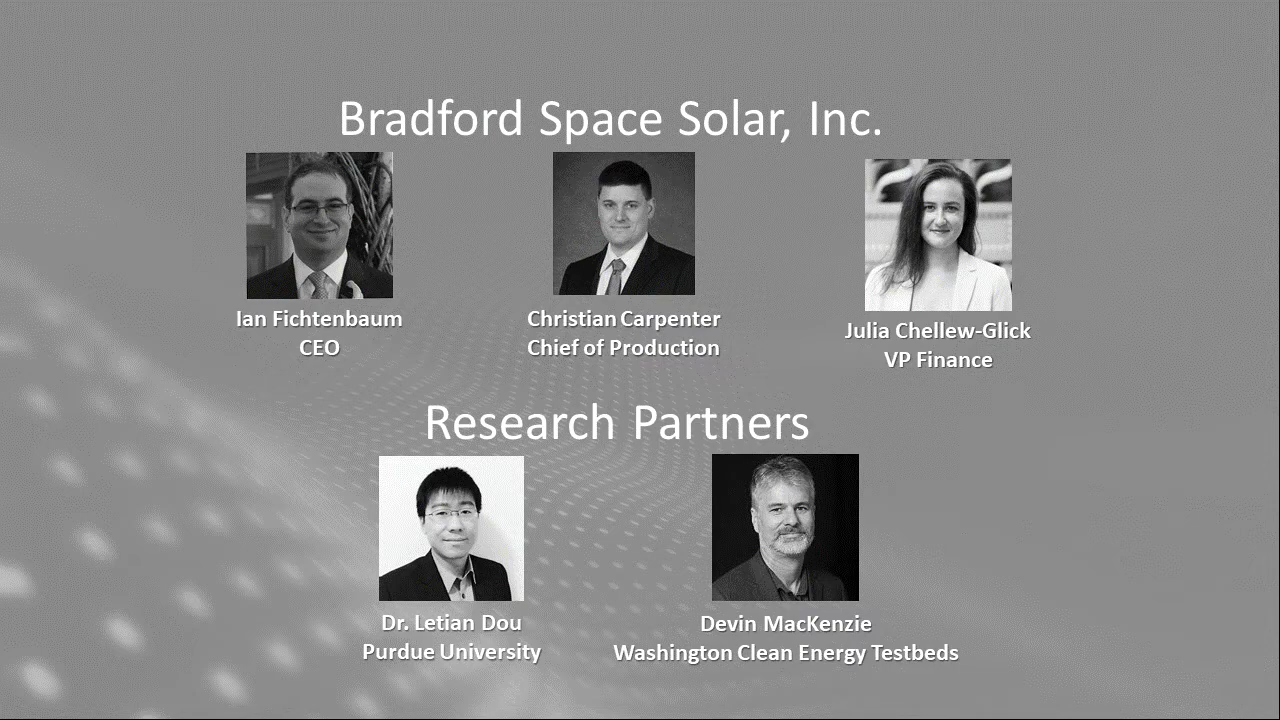 Bradford Space Solar, Inc.
Ian Fichtenbaum
CEO
Christian Carpenter
Chief of Production
Julia Chellew-Glick
VP Finance
Research Partners
Dr. Letian Dou
Purdue University
Devin MacKenzie
Washington Clean Energy Testbeds